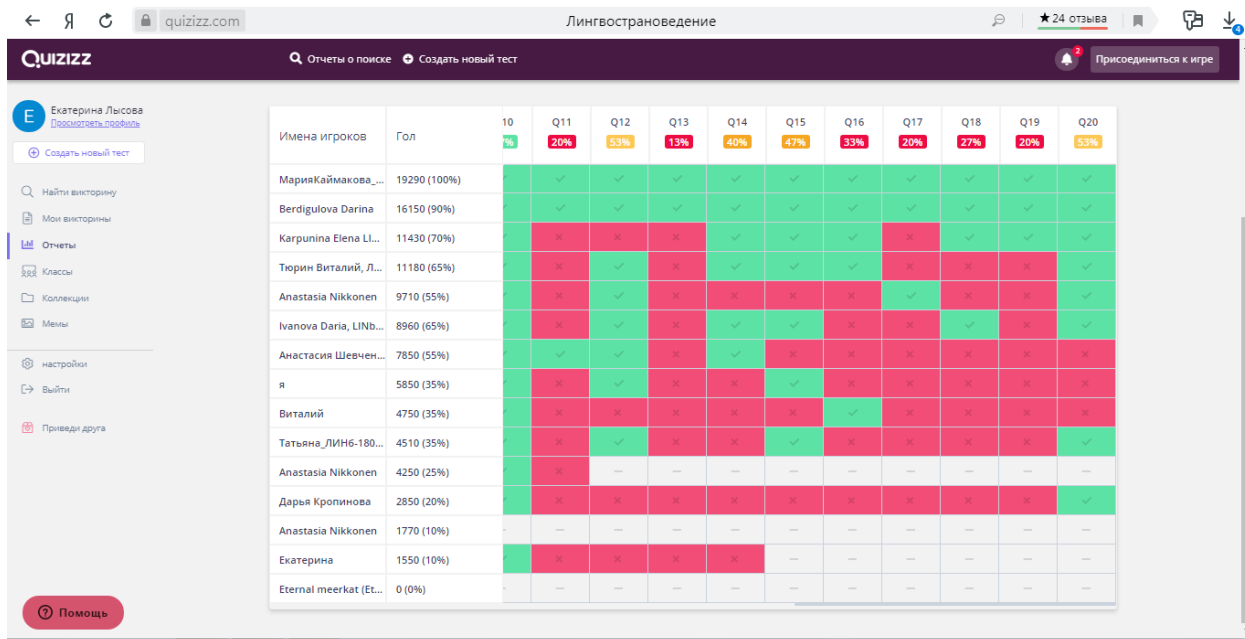 Я quizizz.com Лингвострановедение ★24 отзыва 4
QUIZIZZ Отчеты о поиске Создать новый тест 2 Присоединиться к игре
Е Екатерина Лысова
Просмотреть профиль
Создать новый тест
Найти викторину
Мои викторины
Отчеты
Классы
Коллекции
Мемы
настройки
Выйти
Приведи друга
Помощь
Имена игроков Гол 10 Q11 Q12 Q13 Q14 Q15 Q16 Q17 Q18 Q19 Q20
% 20% 53% 13% 40% 47% 33% 20% 27% 20% 53%
МарияКаймакова_... 19290 (100%)
Berdigulova Darina 16150 (90%)
Karpunina Elena LI... 11430 (70%)
Тюрин Виталий, Л... 11180 (65%)
Anastasia Nikkonen 9710 (55%)
Ivanova Daria, LINb... 8960 (65%)
Анастасия Шевчен... 7850 (55%)
я 5850 (35%)
Виталий 4750 (35%)
Татьяна_ЛИН6-180... 4510 (35%)
Anastasia Nikkonen 4250 (25%)
Дарья Кропинова 2850 (20%)
Anastasia Nikkonen 1770 (10%)
Екатерина 1550 (10%)
Eternal meerkat (Et... 0 (0%)